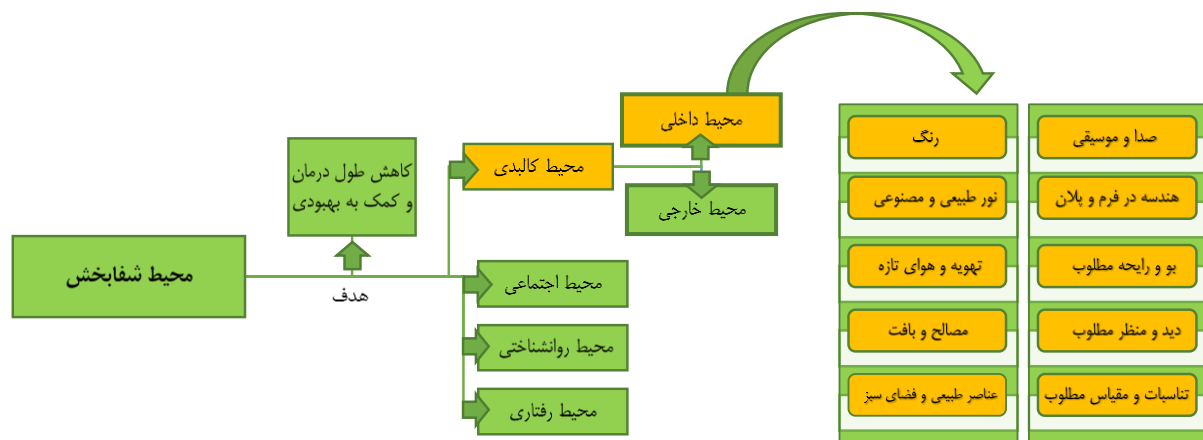 محیط شفابخش
هدف
کاهش طول درمان
و کمک به بهبودی
محیط کالبدی
محیط اجتماعی
محیط روانشناختی
محیط رفتاری
محیط داخلی
محیط خارجی
رنگ
نور طبیعی و مصنوعی
تهویه و هوای تازه
مصالح و بافت
عناصر طبیعی و فضای سبز
صدا و موسیقی
هندسه در فرم و پلان
بو و رایحه مطلوب
دید و منظر مطلوب
تناسبات و مقیاس مطلوب